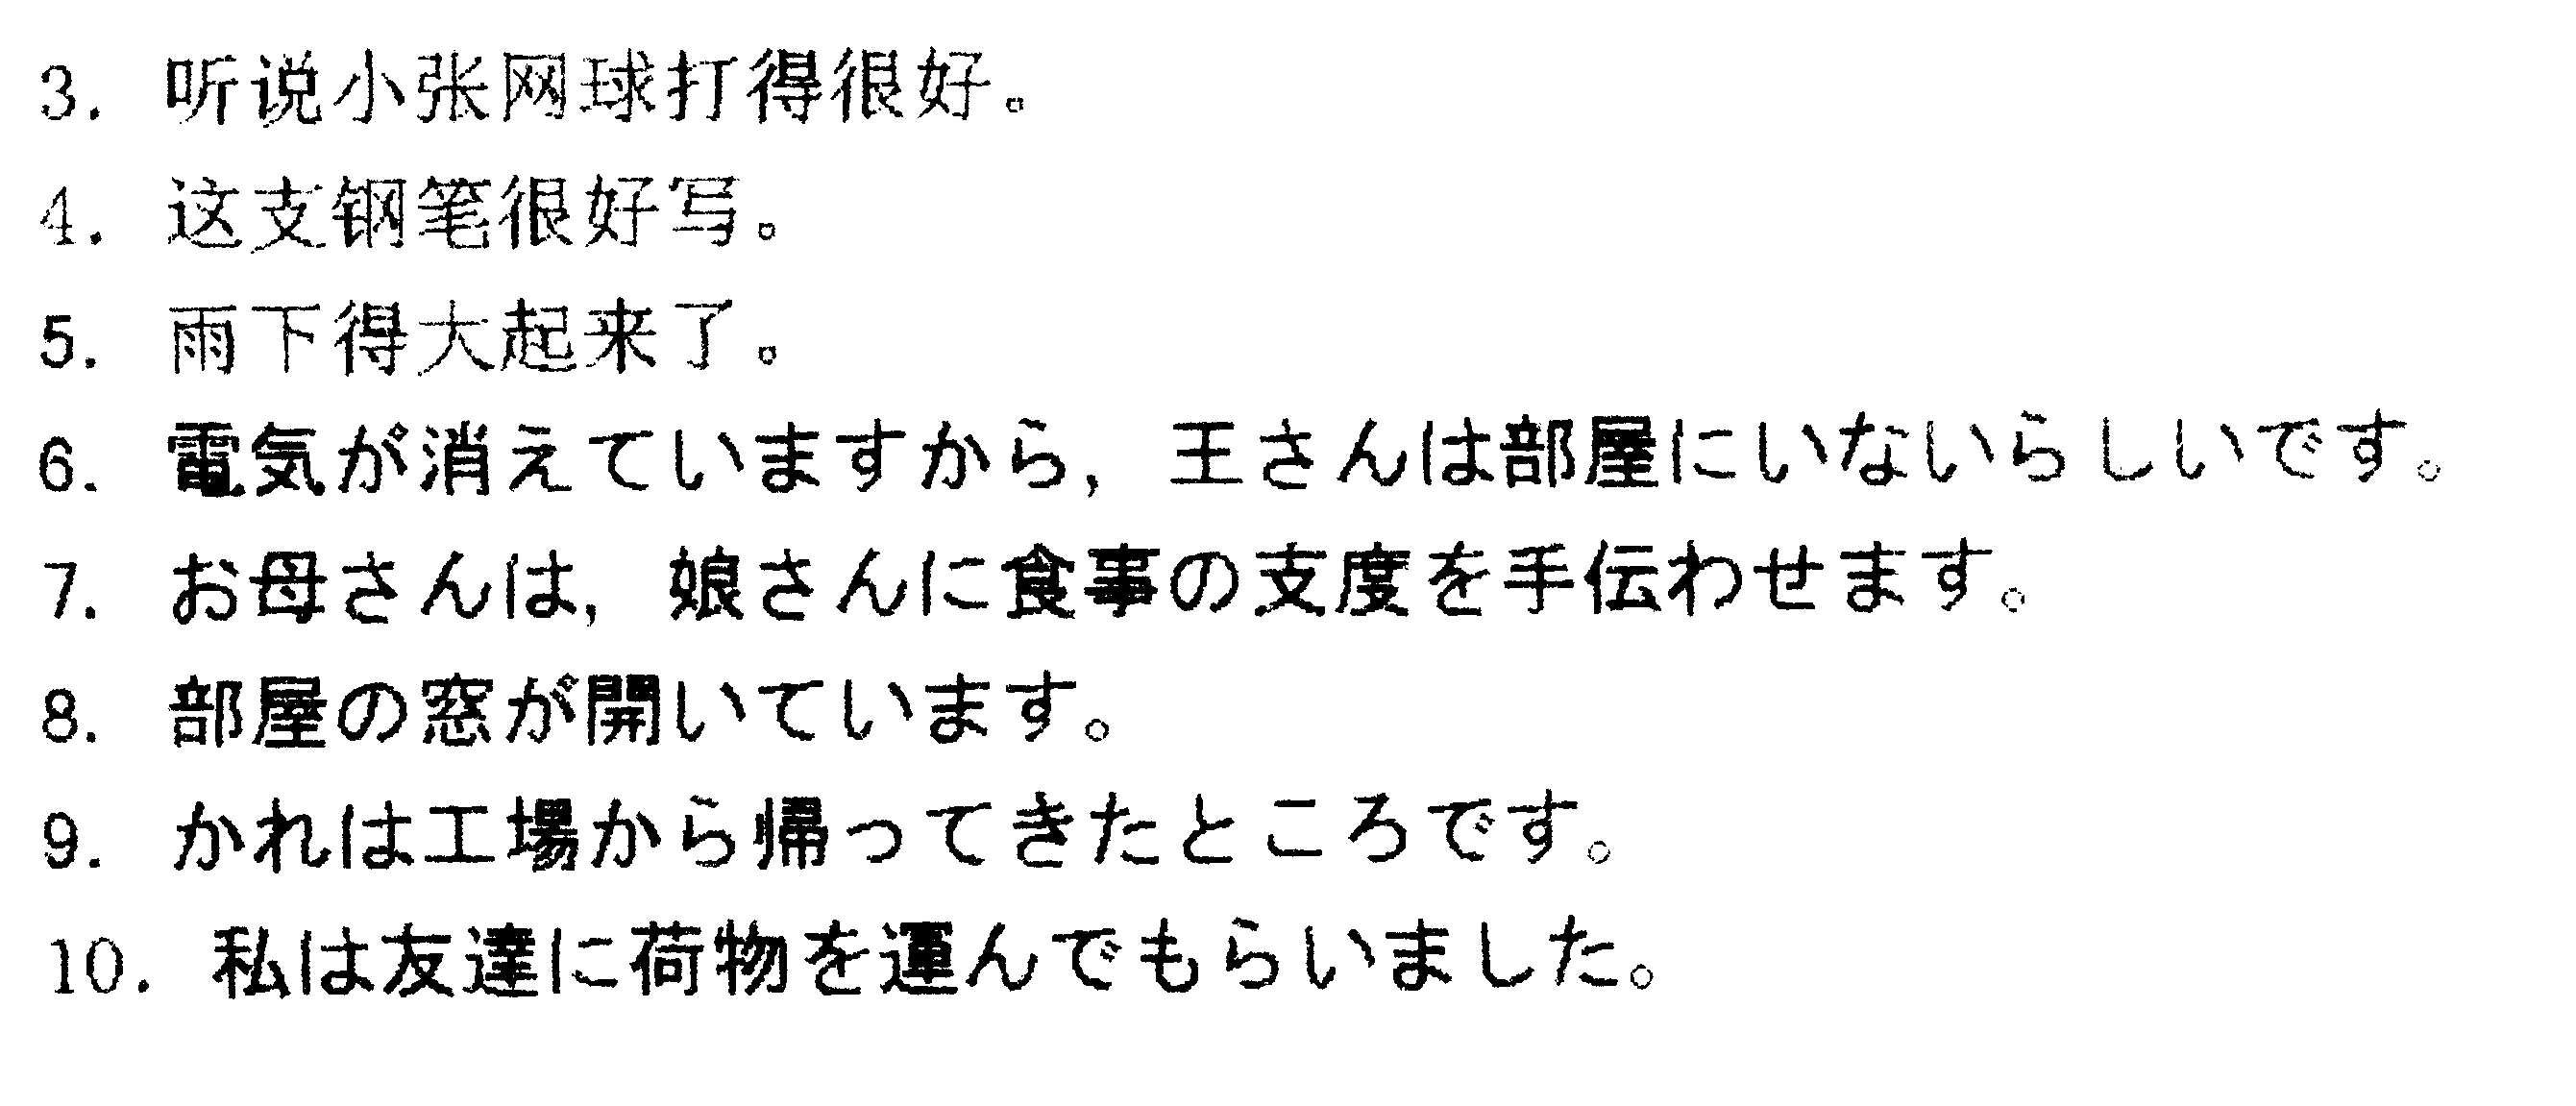 3. 听说小张网球打得很好。
4. 这支钢笔很好写。
5. 雨下得大起来了。
6. 電気が消えていますから，王さんは部屋にいないらしいです。
7. お母さんは，娘さんに食事の支度を手伝わせます。
8. 部屋の窓が開いています。
9. かれは工場から帰ってきたところです。
10. 私は友達に荷物を運んでもらいました。